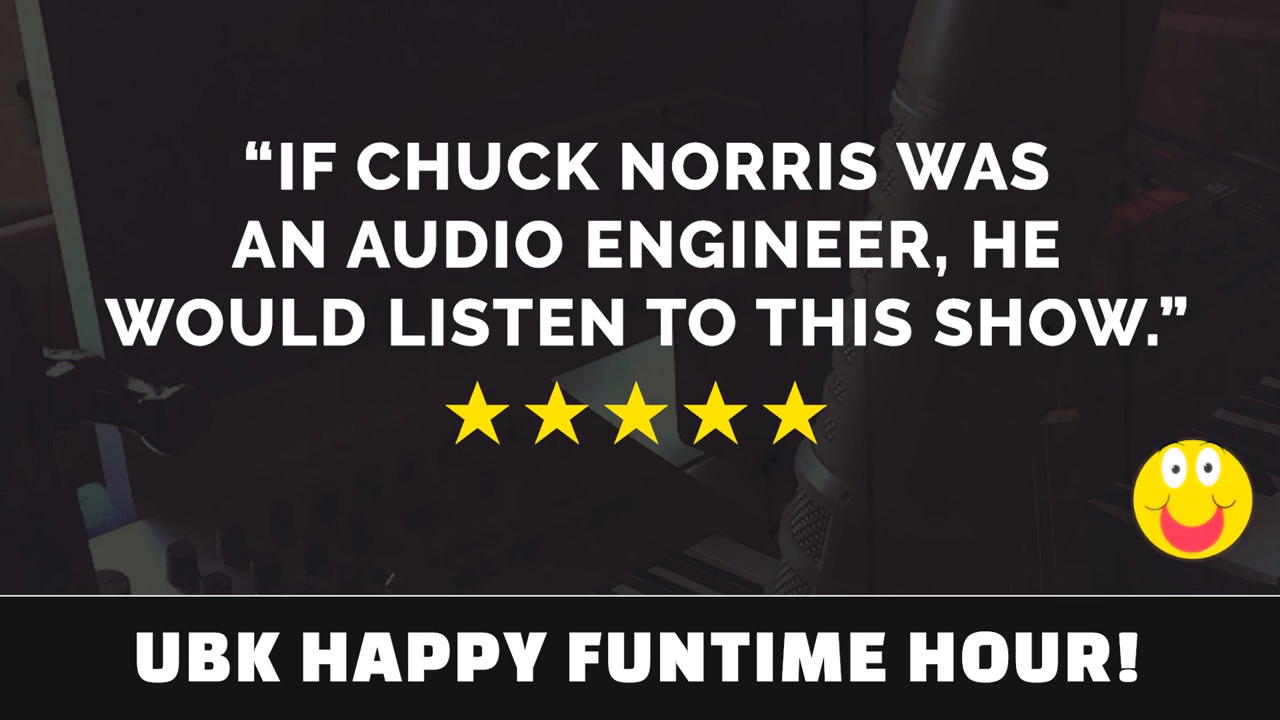 “IF CHUCK NORRIS WAS
AN AUDIO ENGINEER, HE
WOULD LISTEN TO THIS SHOW.”
UBK HAPPY FUNTIME HOUR!